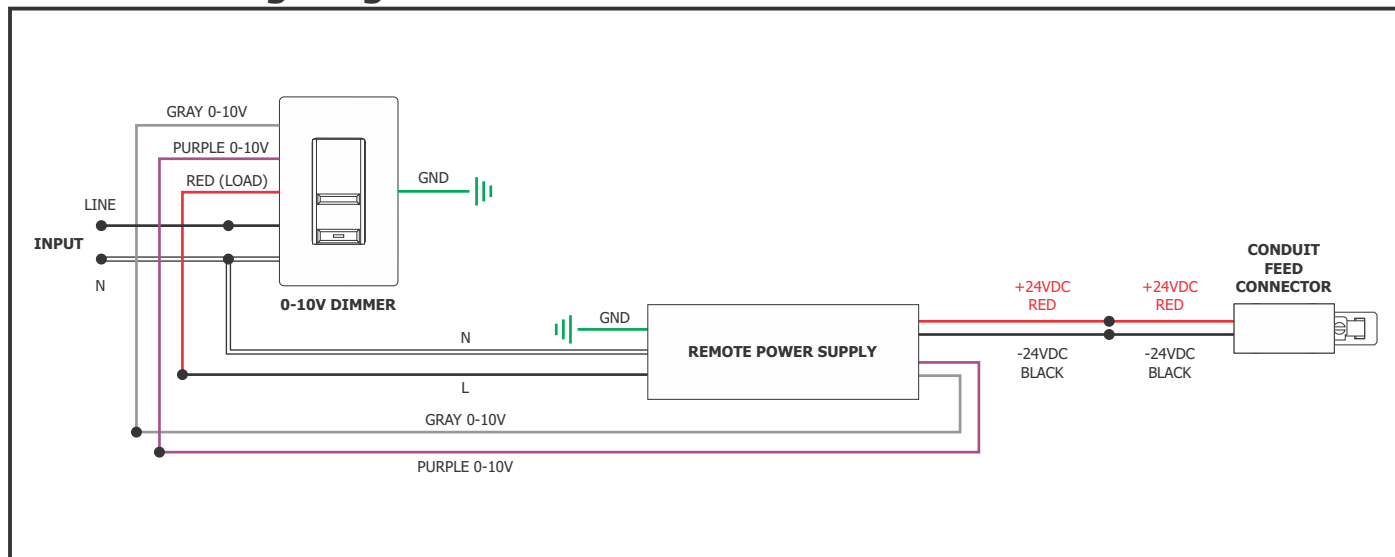 GRAY 0-10V
PURPLE 0-10V
RED (LOAD)
LINE
INPUT
N
GND
0-10V DIMMER
GND
N
L
REMOTE POWER SUPPLY
GRAY 0-10V
PURPLE 0-10V
+24VDC
RED
-24VDC
BLACK
+24VDC
RED
-24VDC
BLACK
CONDUIT
FEED
CONNECTOR